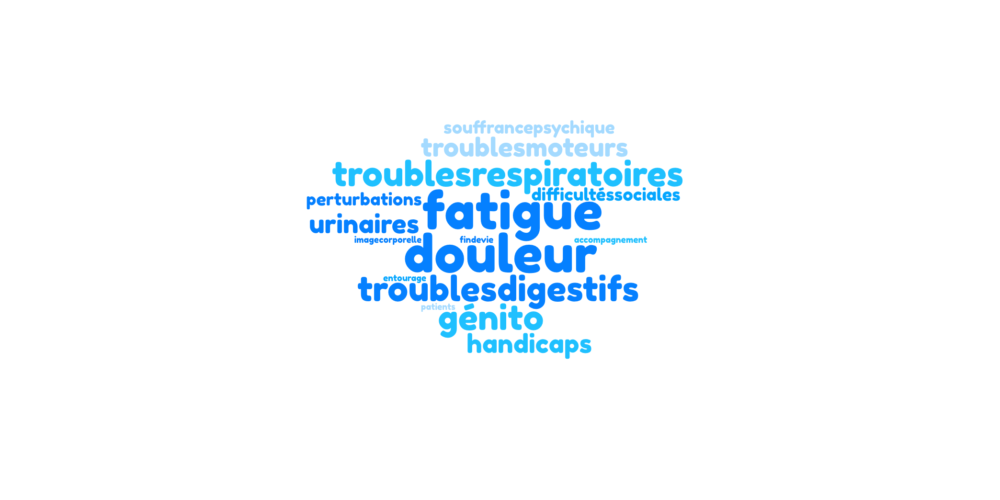 souffrancepsychique
troublesmoteurs
troublesrespiratoires
difficultéssociales
perturbations
fatigue
urinaires
imagecorporelle
findevie
accompagnement
douleur
entourage
troublesdigestifs
patients
génito
handicaps